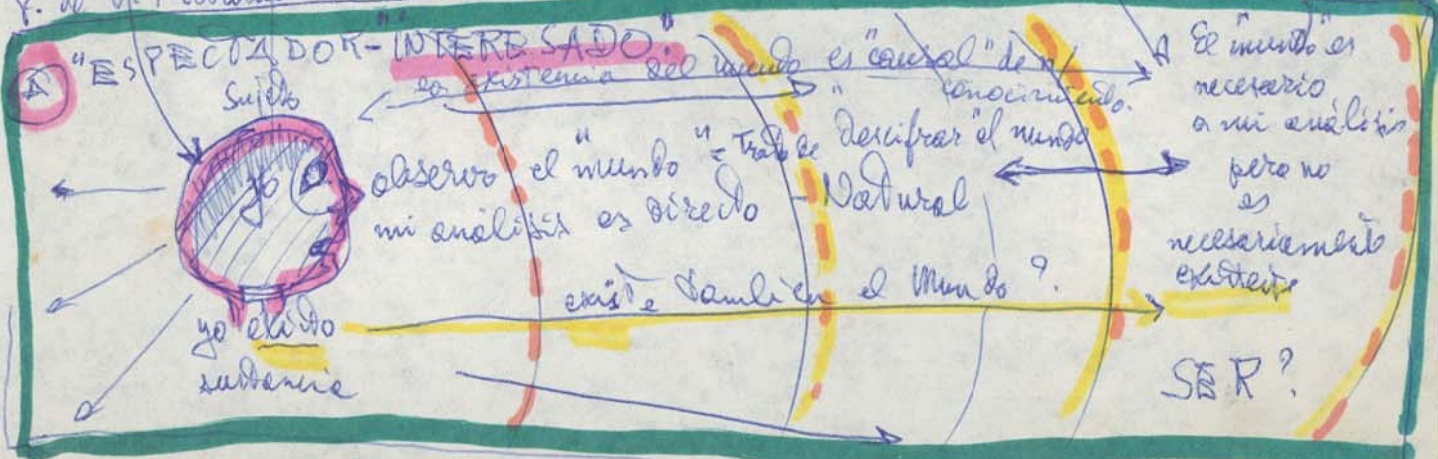 A "ESPECTADOR-"INTERESADO."
la existencia del mundo es "causal" de
conocimiento.
Sujeto
yo
observo el "mundo" = Trato de "descifrar" el mundo
mi análisis es directo - Natural
existe también el Mundo?
yo existo
sustancia
El "mundo" es
necesario
a mi análisis
pero no
es
necesariamente
existente
SER?